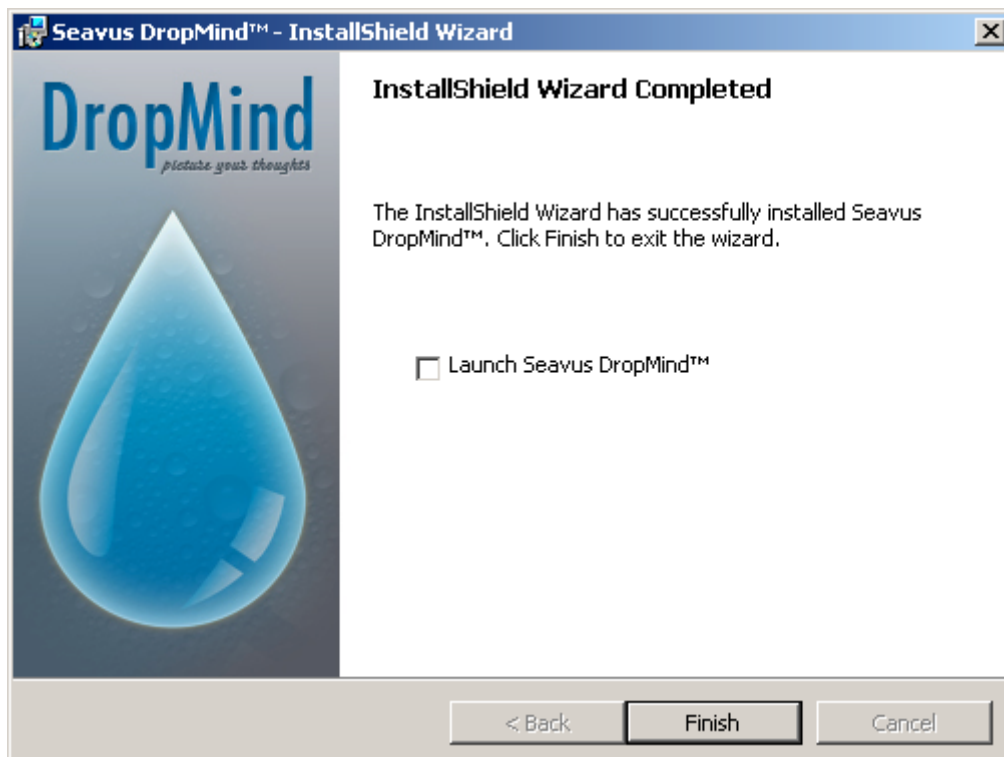 Seavus DropMind™ - InstallShield Wizard
DropMind
picture your thoughts
InstallShield Wizard Completed
The InstallShield Wizard has successfully installed Seavus
DropMind™. Click Finish to exit the wizard.
Launch Seavus DropMind™
< Back
Finish
Cancel